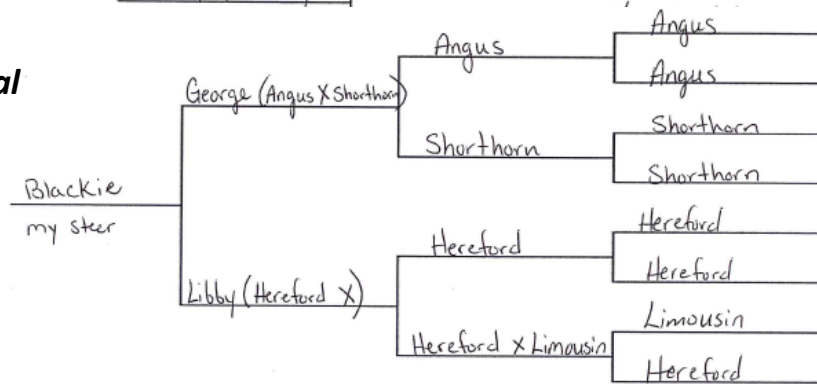 al
Blackie
my steer
George (Angus X Shorthorn)
Libby (Hereford X)
Angus
Shorthorn
Hereford
Hereford x Limousin
Angus
Angus
Shorthorn
Shorthorn
Hereford
Hereford
Limousin
Hereford